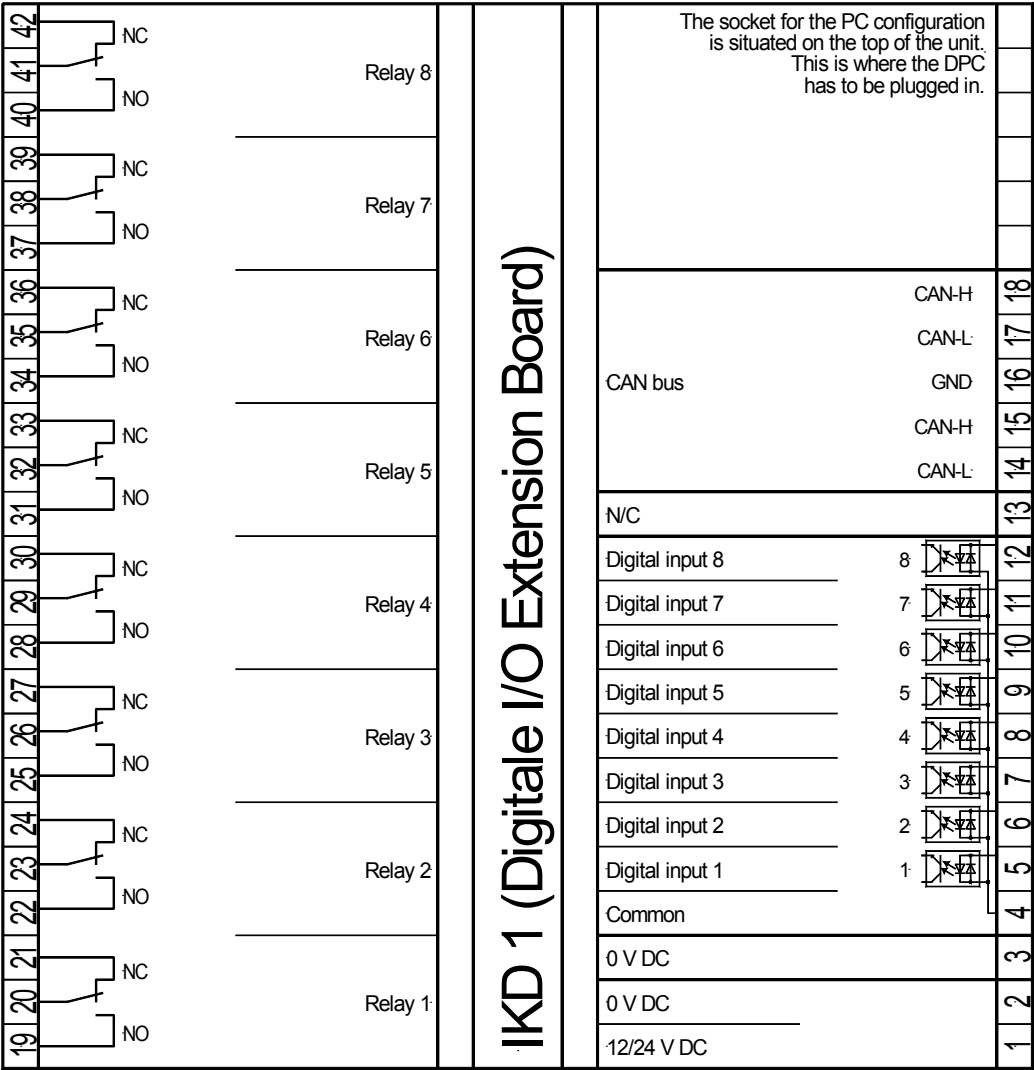 42
NC
41
Relay 8
NO
40
39
NC
38
Relay 7
NO
37
36
NC
35
Relay 6
NO
34
33
NC
32
Relay 5
NO
31
30
NC
29
Relay 4
NO
28
27
NC
26
Relay 3
NO
25
24
NC
23
Relay 2
NO
22
21
NC
20
Relay 1
NO
19
IKD 1 (Digitale I/O Extension Board)
The socket for the PC configuration
is situated on the top of the unit.
This is where the DPC
has to be plugged in.
CAN-H 18
CAN-L 17
CAN bus GND 16
CAN-H 15
CAN-L 14
N/C 13
Digital input 8 8 12
Digital input 7 7 11
Digital input 6 6 10
Digital input 5 5 9
Digital input 4 4 8
Digital input 3 3 7
Digital input 2 2 6
Digital input 1 1 5
Common 4
0 V DC 3
0 V DC 2
12/24 V DC 1